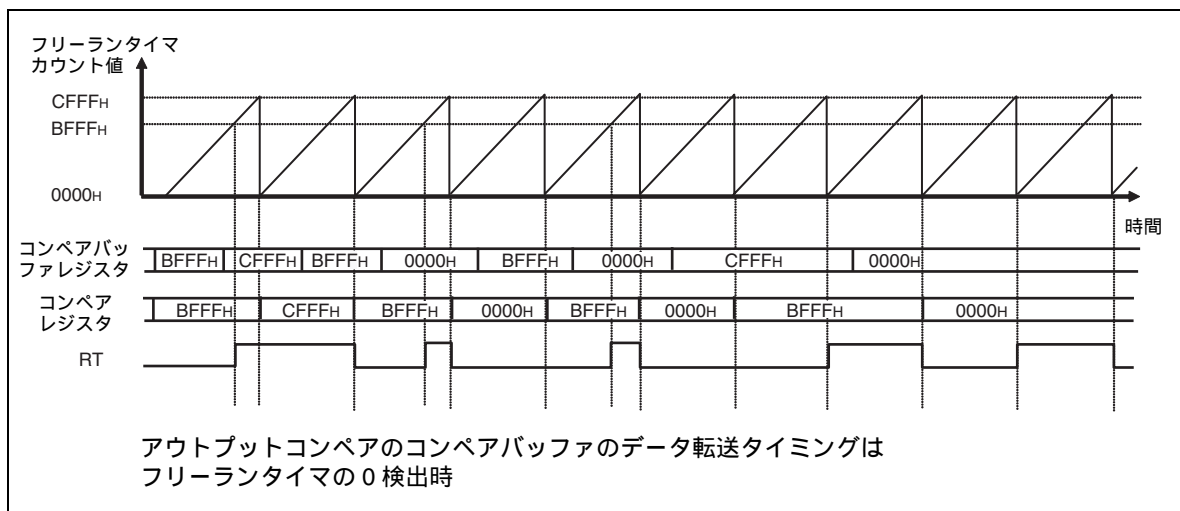 フリーランタイマ
カウント値
CFFFH
BFFFH
0000H
時間
コンペアバッ
ファレジスタ
BFFFH CFFFH BFFFH 0000H BFFFH 0000H CFFFH 0000H
コンペア
レジスタ
BFFFH CFFFH BFFFH 0000H BFFFH 0000H BFFFH 0000H
RT
アウトプットコンペアのコンペアバッファのデータ転送タイミングは
フリーランタイマの０検出時